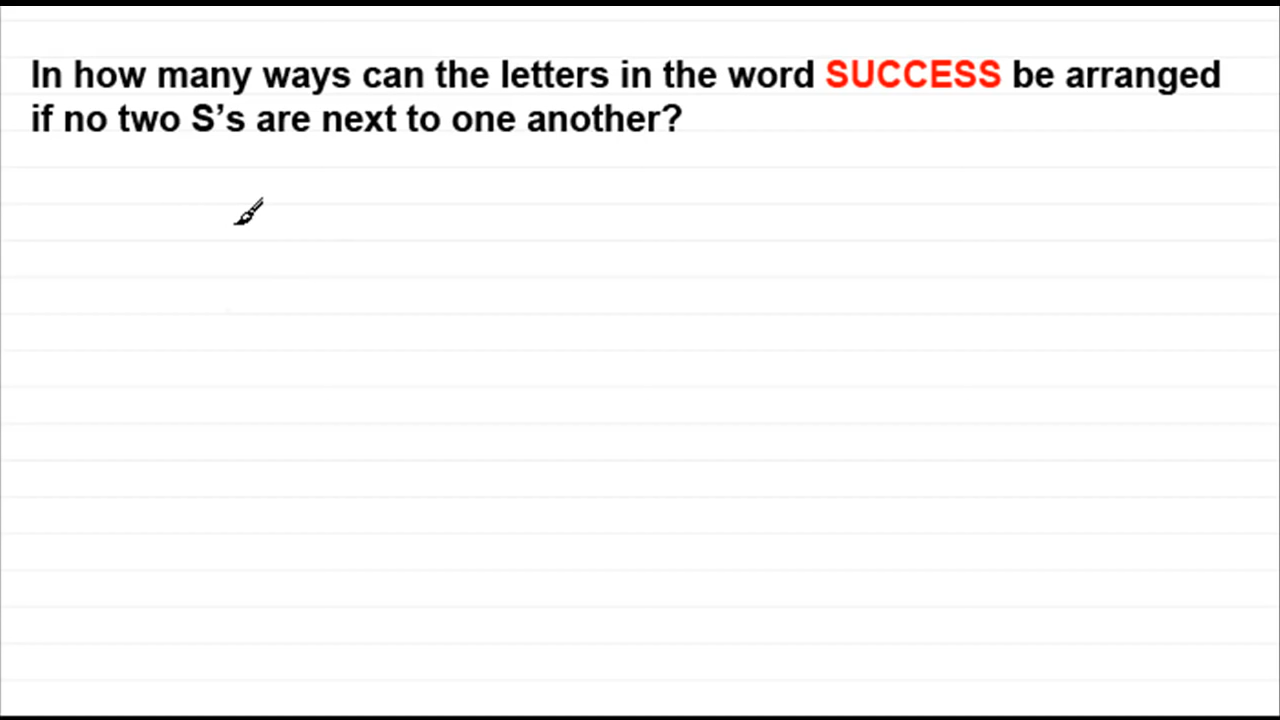 In how many ways can the letters in the word SUCCESS be arranged
if no two S’s are next to one another?